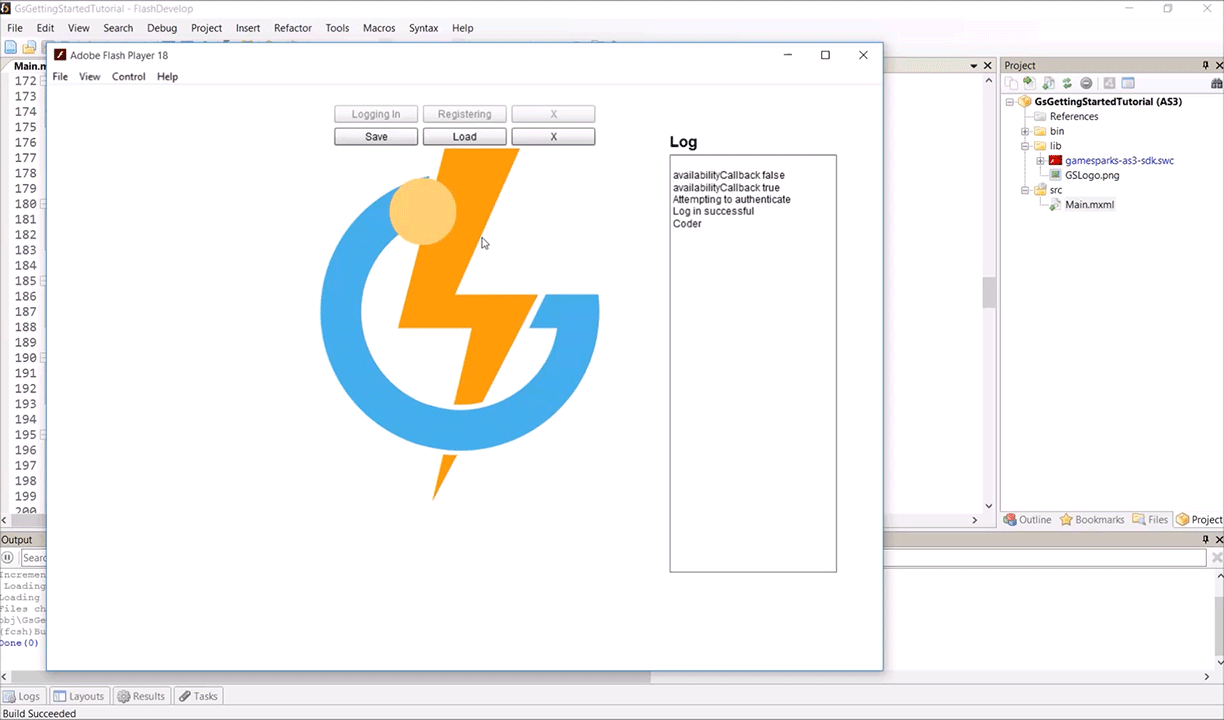 GsGettingStartedTutorial - FlashDevelop
File Edit View Search Debug Project Insert Refactor Tools Macros Syntax Help
Main.m
172
173
174
175
176
177
178
179
180
181
182
183
184
185
186
187
188
189
190
191
192
193
194
195
196
197
198
199
200
Adobe Flash Player 18
File View Control Help
Logging In Registering X
Save Load X
Log
availabilityCallback false
availabilityCallback true
Attempting to authenticate
Log in successful
Coder
Project
GsGettingStartedTutorial (AS3)
References
bin
lib
gamesparks-as3-sdk.swc
GSLogo.png
src
Main.mxml
Outline Bookmarks Files Project
Output
Searc
Incremen
Loading
Loading
Files ch
obj\GsGe
(fcsh)Bu
Done(0)
Logs Layouts Results Tasks
Build Succeeded